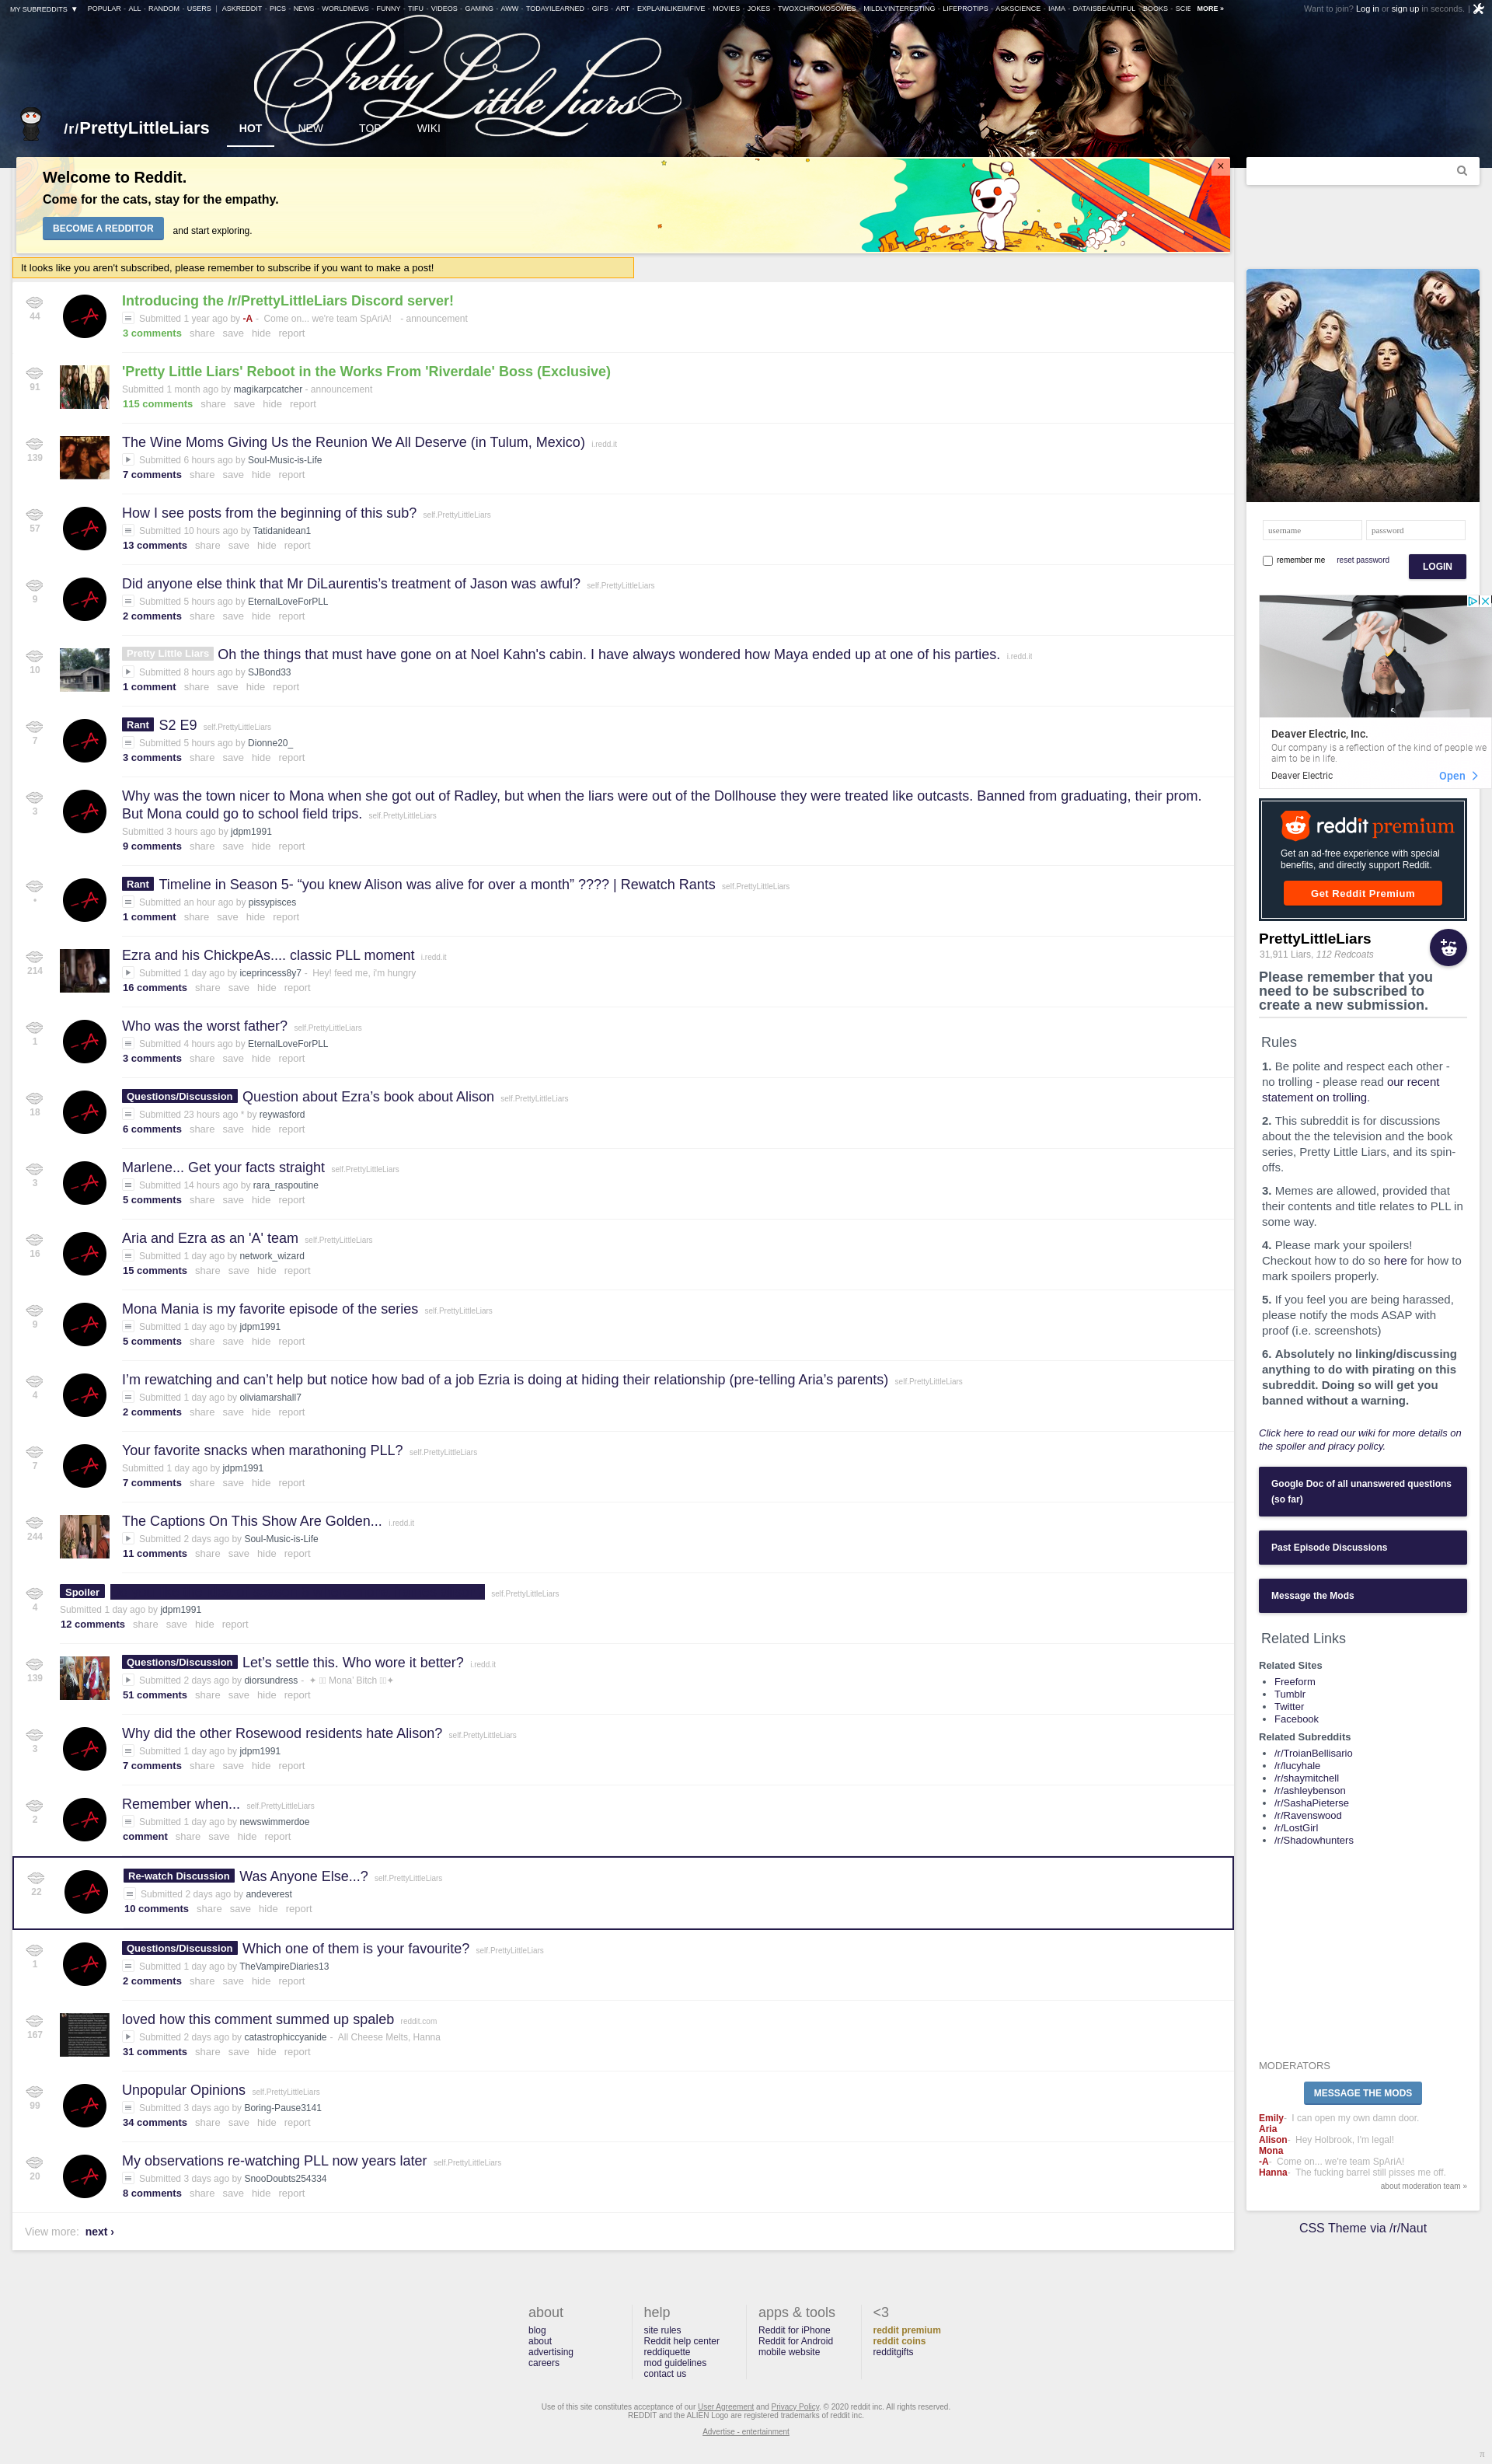 MY SUBREDDITS ▼ POPULAR - ALL - RANDOM - USERS | ASKREDDIT - PICS - NEWS - WORLDNEWS - FUNNY - TIFU - VIDEOS - GAMING - AWW - TODAYILEARNED - GIFS - ART - EXPLAINLIKEIMFIVE - MOVIES - JOKES - TWOXCHROMOSOMES - MILDLYINTERESTING - LIFEPROTIPS - ASKSCIENCE - IAMA - DATAISBEAUTIFUL - BOOKS - SCIE MORE »
Want to join? Log in or sign up in seconds. |
Pretty Little Liars
/r/PrettyLittleLiars HOT NEW TOP WIKI
Welcome to Reddit.
Come for the cats, stay for the empathy.
BECOME A REDDITOR and start exploring.
×
It looks like you aren't subscribed, please remember to subscribe if you want to make a post!
44
Introducing the /r/PrettyLittleLiars Discord server!
Submitted 1 year ago by -A - Come on... we're team SpAriA! - announcement
3 comments share save hide report
91
'Pretty Little Liars' Reboot in the Works From 'Riverdale' Boss (Exclusive)
Submitted 1 month ago by magikarpcatcher - announcement
115 comments share save hide report
139
The Wine Moms Giving Us the Reunion We All Deserve (in Tulum, Mexico) i.redd.it
Submitted 6 hours ago by Soul-Music-is-Life
7 comments share save hide report
57
How I see posts from the beginning of this sub? self.PrettyLittleLiars
Submitted 10 hours ago by Tatidanidean1
13 comments share save hide report
9
Did anyone else think that Mr DiLaurentis’s treatment of Jason was awful? self.PrettyLittleLiars
Submitted 5 hours ago by EternalLoveForPLL
2 comments share save hide report
10
Pretty Little Liars Oh the things that must have gone on at Noel Kahn's cabin. I have always wondered how Maya ended up at one of his parties. i.redd.it
Submitted 8 hours ago by SJBond33
1 comment share save hide report
7
Rant S2 E9 self.PrettyLittleLiars
Submitted 5 hours ago by Dionne20_
3 comments share save hide report
3
Why was the town nicer to Mona when she got out of Radley, but when the liars were out of the Dollhouse they were treated like outcasts. Banned from graduating, their prom.
But Mona could go to school field trips. self.PrettyLittleLiars
Submitted 3 hours ago by jdpm1991
9 comments share save hide report
•
Rant Timeline in Season 5- “you knew Alison was alive for over a month” ???? | Rewatch Rants self.PrettyLittleLiars
Submitted an hour ago by pissypisces
1 comment share save hide report
214
Ezra and his ChickpeAs.... classic PLL moment i.redd.it
Submitted 1 day ago by iceprincess8y7 - Hey! feed me, i'm hungry
16 comments share save hide report
1
Who was the worst father? self.PrettyLittleLiars
Submitted 4 hours ago by EternalLoveForPLL
3 comments share save hide report
18
Questions/Discussion Question about Ezra’s book about Alison self.PrettyLittleLiars
Submitted 23 hours ago * by reywasford
6 comments share save hide report
3
Marlene... Get your facts straight self.PrettyLittleLiars
Submitted 14 hours ago by rara_raspoutine
5 comments share save hide report
16
Aria and Ezra as an 'A' team self.PrettyLittleLiars
Submitted 1 day ago by network_wizard
15 comments share save hide report
9
Mona Mania is my favorite episode of the series self.PrettyLittleLiars
Submitted 1 day ago by jdpm1991
5 comments share save hide report
4
I’m rewatching and can’t help but notice how bad of a job Ezria is doing at hiding their relationship (pre-telling Aria’s parents) self.PrettyLittleLiars
Submitted 1 day ago by oliviamarshall7
2 comments share save hide report
7
Your favorite snacks when marathoning PLL? self.PrettyLittleLiars
Submitted 1 day ago by jdpm1991
7 comments share save hide report
244
The Captions On This Show Are Golden... i.redd.it
Submitted 2 days ago by Soul-Music-is-Life
11 comments share save hide report
4
Spoiler self.PrettyLittleLiars
Submitted 1 day ago by jdpm1991
12 comments share save hide report
139
Questions/Discussion Let’s settle this. Who wore it better? i.redd.it
Submitted 2 days ago by diorsundress - ✦ Mona' Bitch ✦
51 comments share save hide report
3
Why did the other Rosewood residents hate Alison? self.PrettyLittleLiars
Submitted 1 day ago by jdpm1991
7 comments share save hide report
2
Remember when... self.PrettyLittleLiars
Submitted 1 day ago by newswimmerdoe
comment share save hide report
22
Re-watch Discussion Was Anyone Else...? self.PrettyLittleLiars
Submitted 2 days ago by andeverest
10 comments share save hide report
1
Questions/Discussion Which one of them is your favourite? self.PrettyLittleLiars
Submitted 1 day ago by TheVampireDiaries13
2 comments share save hide report
167
loved how this comment summed up spaleb reddit.com
Submitted 2 days ago by catastrophiccyanide - All Cheese Melts, Hanna
31 comments share save hide report
99
Unpopular Opinions self.PrettyLittleLiars
Submitted 3 days ago by Boring-Pause3141
34 comments share save hide report
20
My observations re-watching PLL now years later self.PrettyLittleLiars
Submitted 3 days ago by SnooDoubts254334
8 comments share save hide report
View more: next ›
username password
remember me reset password LOGIN
Deaver Electric, Inc.
Our company is a reflection of the kind of people we
aim to be in life.
Deaver Electric Open
reddit premium
Get an ad-free experience with special
benefits, and directly support Reddit.
Get Reddit Premium
PrettyLittleLiars
31,911 Liars, 112 Redcoats
Please remember that you
need to be subscribed to
create a new submission.
Rules
1. Be polite and respect each other -
no trolling - please read our recent
statement on trolling.
2. This subreddit is for discussions
about the the television and the book
series, Pretty Little Liars, and its spin-
offs.
3. Memes are allowed, provided that
their contents and title relates to PLL in
some way.
4. Please mark your spoilers!
Checkout how to do so here for how to
mark spoilers properly.
5. If you feel you are being harassed,
please notify the mods ASAP with
proof (i.e. screenshots)
6. Absolutely no linking/discussing
anything to do with pirating on this
subreddit. Doing so will get you
banned without a warning.
Click here to read our wiki for more details on
the spoiler and piracy policy.
Google Doc of all unanswered questions
(so far)
Past Episode Discussions
Message the Mods
Related Links
Related Sites
• Freeform
• Tumblr
• Twitter
• Facebook
Related Subreddits
• /r/TroianBellisario
• /r/lucyhale
• /r/shaymitchell
• /r/ashleybenson
• /r/SashaPieterse
• /r/Ravenswood
• /r/LostGirl
• /r/Shadowhunters
MODERATORS
MESSAGE THE MODS
Emily- I can open my own damn door.
Aria
Alison- Hey Holbrook, I'm legal!
Mona
-A- Come on... we're team SpAriA!
Hanna- The fucking barrel still pisses me off.
about moderation team »
CSS Theme via /r/Naut
about
blog
about
advertising
careers
help
site rules
Reddit help center
reddiquette
mod guidelines
contact us
apps & tools
Reddit for iPhone
Reddit for Android
mobile website
<3
reddit premium
reddit coins
redditgifts
Use of this site constitutes acceptance of our User Agreement and Privacy Policy. © 2020 reddit inc. All rights reserved.
REDDIT and the ALIEN Logo are registered trademarks of reddit inc.
Advertise - entertainment